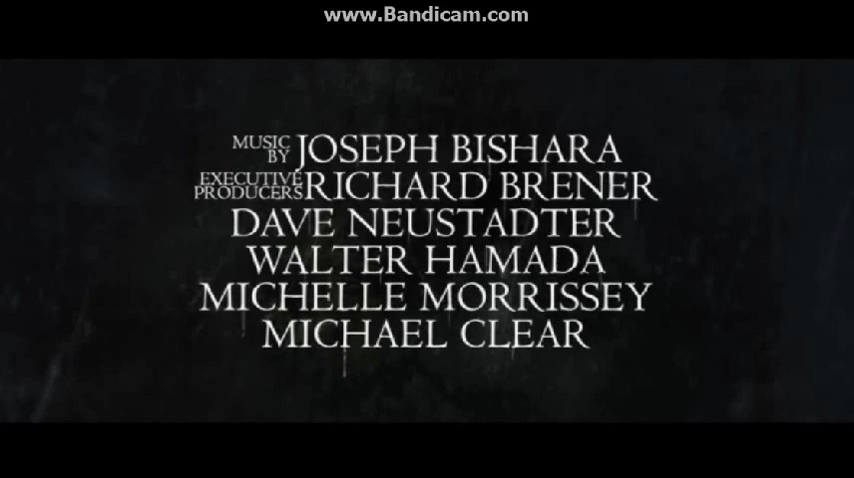 www.Bandicam.com
MUSIC BY JOSEPH BISHARA
EXECUTIVE PRODUCERS RICHARD BRENER
DAVE NEUSTADTER
WALTER HAMADA
MICHELLE MORRISSEY
MICHAEL CLEAR